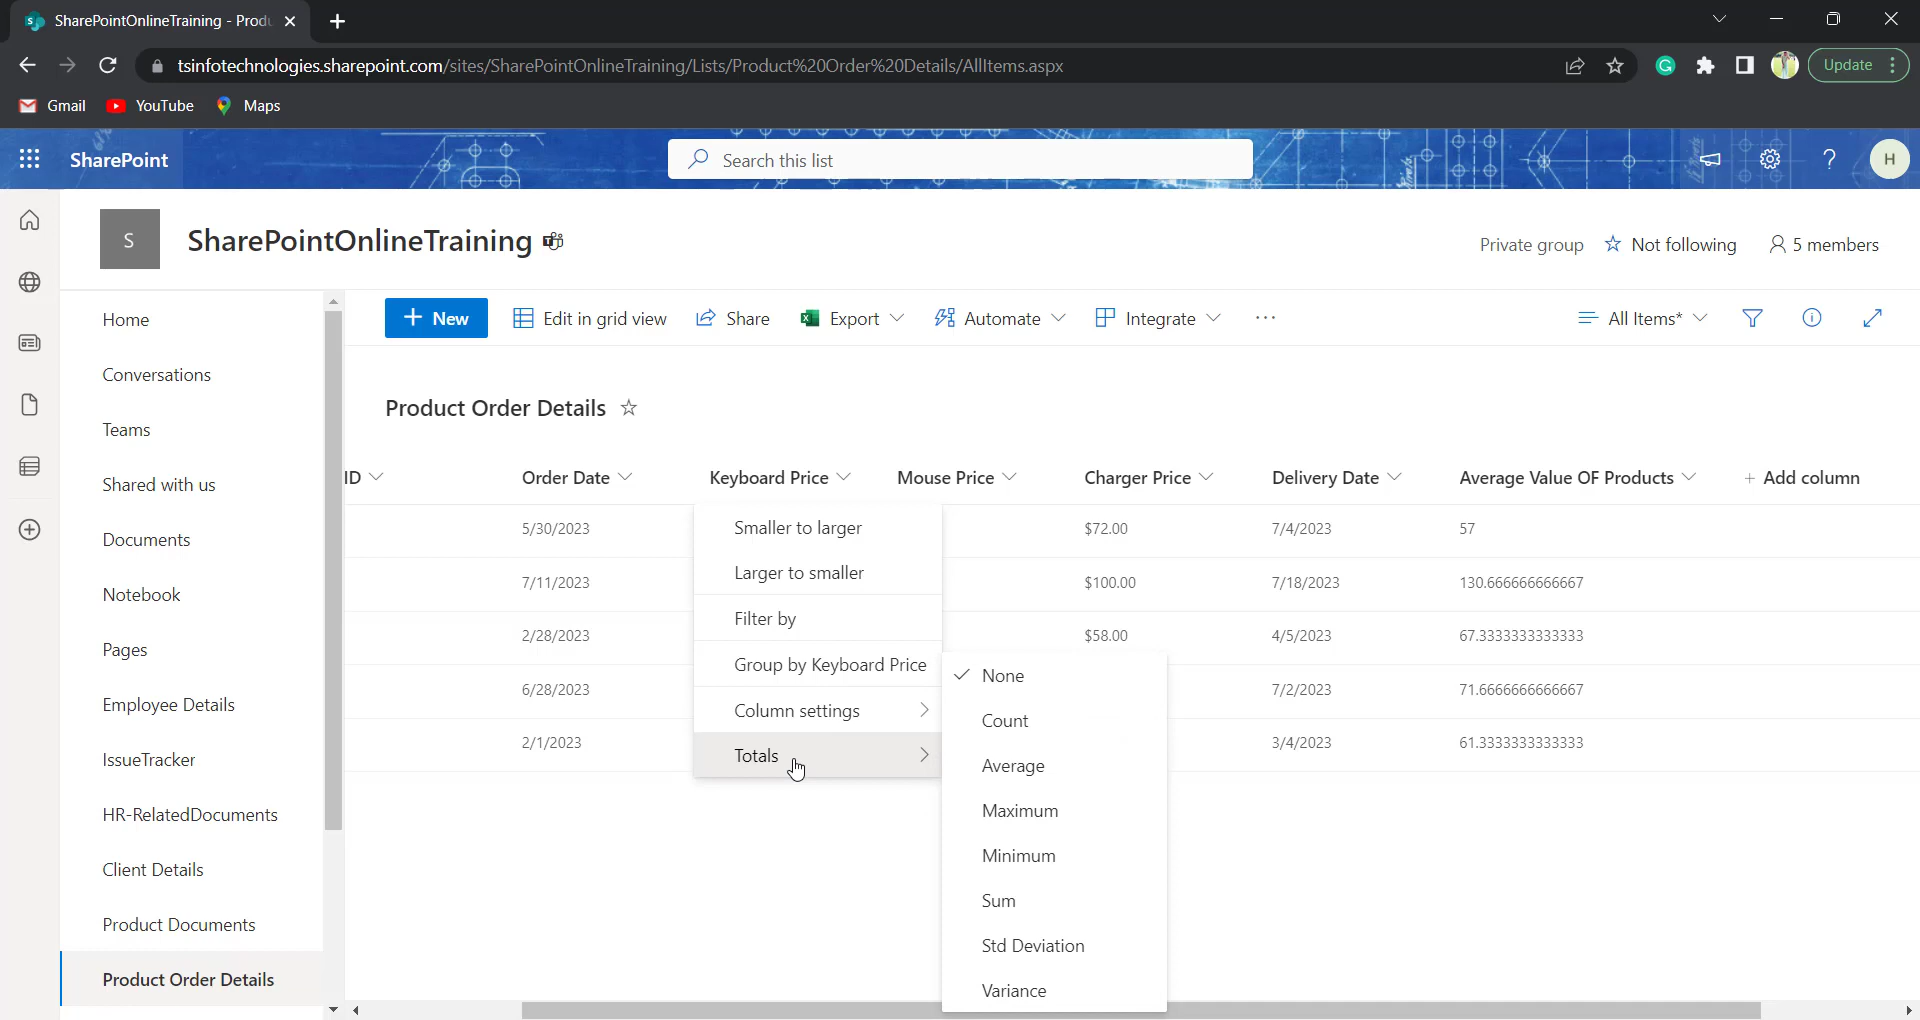 SharePointOnlineTraining - Produ
tsinfotechnologies.sharepoint.com/sites/SharePointOnlineTraining/Lists/Product%20Order%20Details/AllItems.aspx
Update
Gmail YouTube Maps
SharePoint
Search this list
H
S
SharePointOnlineTraining
Private group Not following 5 members
Home
Conversations
Teams
Shared with us
Documents
Notebook
Pages
Employee Details
IssueTracker
HR-RelatedDocuments
Client Details
Product Documents
Product Order Details
+ New Edit in grid view Share Export Automate Integrate ... All Items*
Product Order Details
ID Order Date Keyboard Price Mouse Price Charger Price Delivery Date Average Value OF Products + Add column
5/30/2023 $72.00 7/4/2023 57
7/11/2023 $100.00 7/18/2023 130.666666666667
2/28/2023 $58.00 4/5/2023 67.3333333333333
6/28/2023 7/2/2023 71.6666666666667
2/1/2023 3/4/2023 61.3333333333333
Smaller to larger
Larger to smaller
Filter by
Group by Keyboard Price
Column settings
Totals
None
Count
Average
Maximum
Minimum
Sum
Std Deviation
Variance